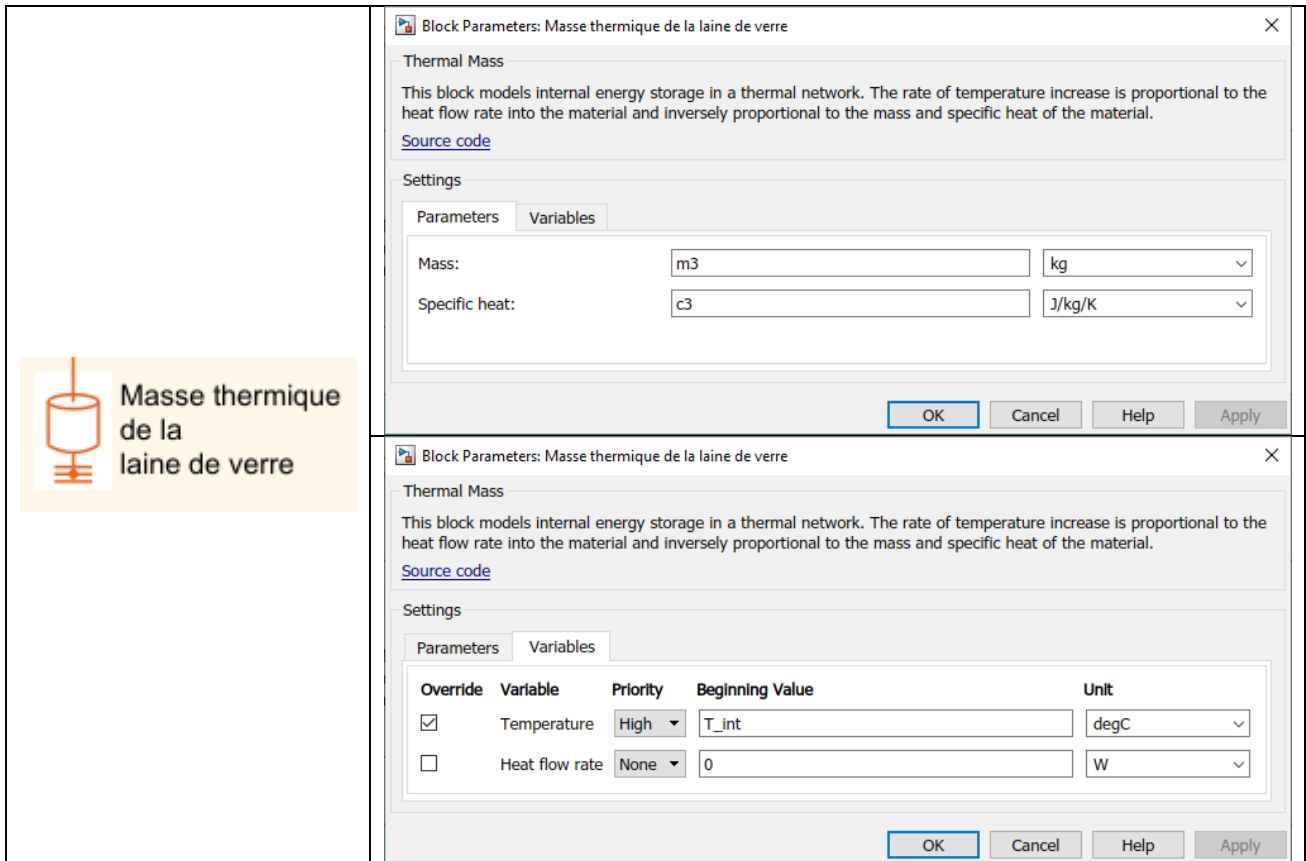 Masse thermique
de la
laine de verre
Block Parameters: Masse thermique de la laine de verre
Thermal Mass
This block models internal energy storage in a thermal network. The rate of temperature increase is proportional to the
heat flow rate into the material and inversely proportional to the mass and specific heat of the material.
Source code
Settings
Parameters Variables
Mass: m3 kg
Specific heat: c3 J/kg/K
OK Cancel Help Apply
Block Parameters: Masse thermique de la laine de verre
Thermal Mass
This block models internal energy storage in a thermal network. The rate of temperature increase is proportional to the
heat flow rate into the material and inversely proportional to the mass and specific heat of the material.
Source code
Settings
Parameters Variables
Override Variable Priority Beginning Value Unit
Temperature High T_int degC
Heat flow rate None 0 W
OK Cancel Help Apply